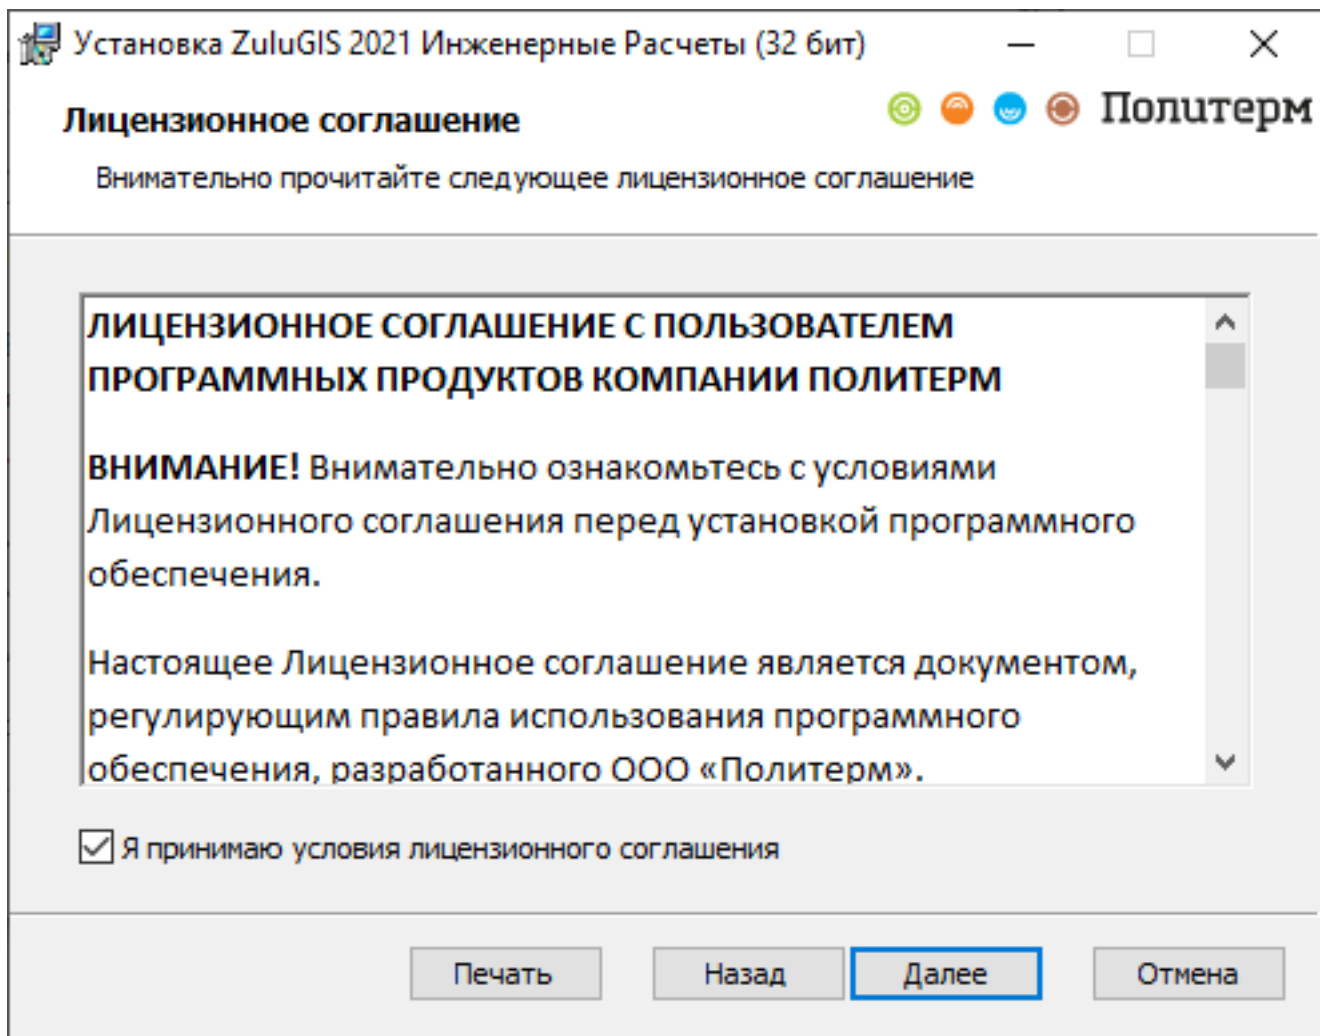 Установка ZuluGIS 2021 Инженерные Расчеты (32 бит)
Лицензионное соглашение
Политерм
Внимательно прочитайте следующее лицензионное соглашение
ЛИЦЕНЗИОННОЕ СОГЛАШЕНИЕ С ПОЛЬЗОВАТЕЛЕМ
ПРОГРАММНЫХ ПРОДУКТОВ КОМПАНИИ ПОЛИТЕРМ
ВНИМАНИЕ! Внимательно ознакомьтесь с условиями
Лицензионного соглашения перед установкой программного
обеспечения.
Настоящее Лицензионное соглашение является документом,
регулирующим правила использования программного
обеспечения, разработанного ООО «Политерм».
Я принимаю условия лицензионного соглашения
Печать
Назад
Далее
Отмена